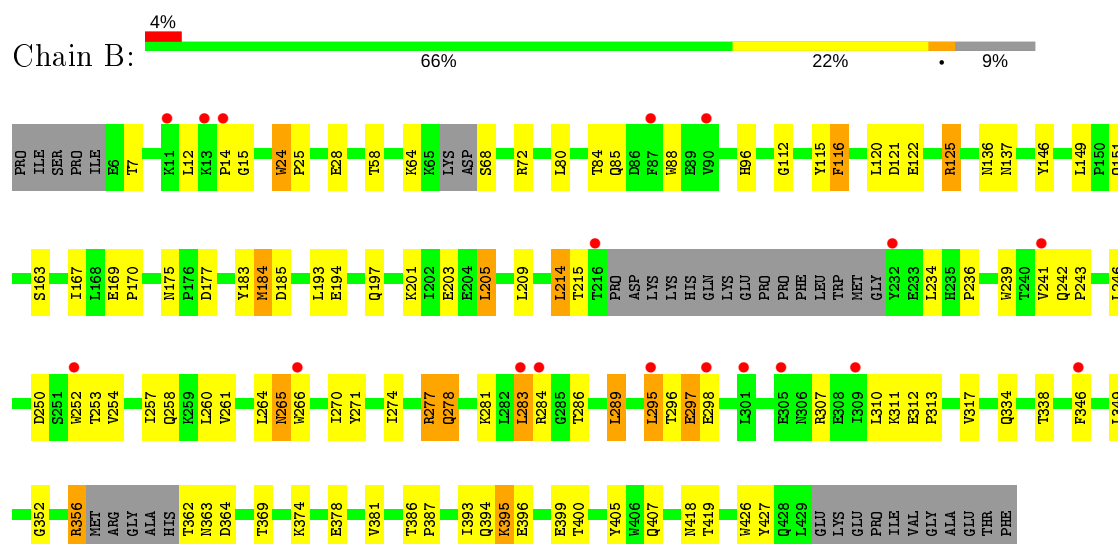 4%
Chain B:
66% 22% • 9%
PRO ILE SER PRO ILE E6 T7 K11 L12 K13 P14 G15 W24 P25 E28 T58 K64 K65 LYS ASP S68 R72 L80 T84 Q85 D86 F87 W88 E89 V90 H96 G112 Y115 F116 L120 D121 E122 R125 N136 N137 Y146 L149 P150 Q151
S163 I167 L168 E169 P170 N175 P176 D177 Y183 M184 D185 L193 E194 Q197 K201 I202 E203 E204 L205 L209 L214 T215 T216 PRO ASP LYS LYS HIS GLN LYS GLU PRO PRO PHE LEU TRP MET GLY Y232 E233 L234 H235 P236 W239 T240 V241 Q242 P243 L246
D250 S251 W252 T253 V254 I257 Q258 K259 L260 V261 L264 N265 W266 I270 Y271 I274 R277 Q278 K281 L282 L283 R284 G285 T286 L289 L295 T296 E297 E298 L301 E305 N306 R307 E308 I309 L310 K311 E312 P313 V317 Q334 T338 F346 L349
G352 R356 MET ARG GLY ALA HIS T362 N363 D364 T369 K374 E378 V381 T386 P387 I393 Q394 K395 E396 E399 T400 Y405 W406 Q407 N418 T419 W426 Y427 Q428 L429 GLU LYS GLU PRO ILE VAL GLY ALA GLU THR PHE